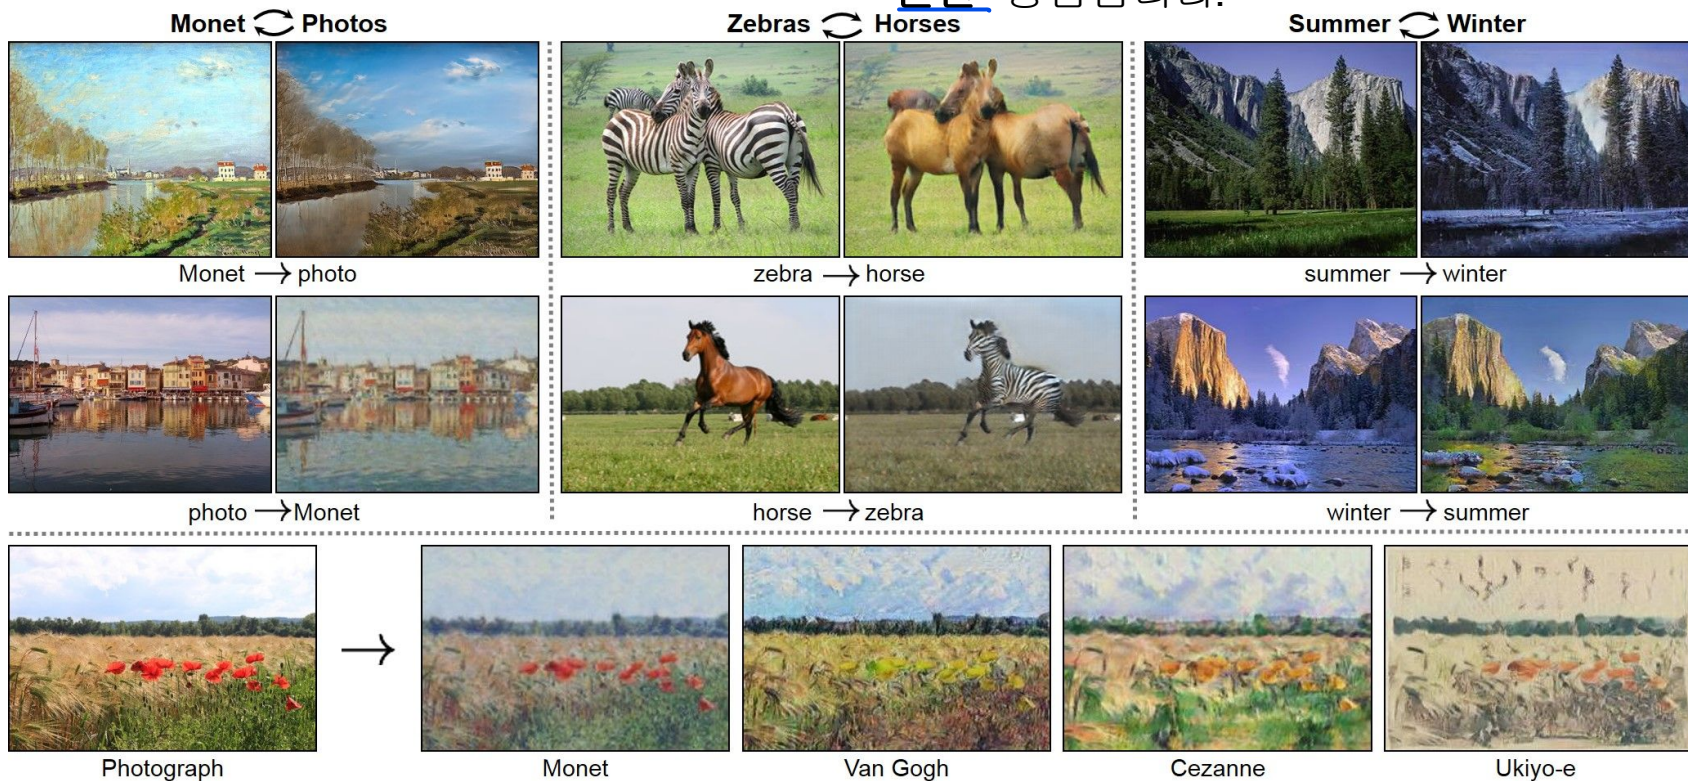 Monet Photos
Zebras Horses
Summer Winter
Monet → photo
zebra → horse
summer → winter
photo → Monet
horse → zebra
winter → summer
Photograph
→
Monet
Van Gogh
Cezanne
Ukiyo-e